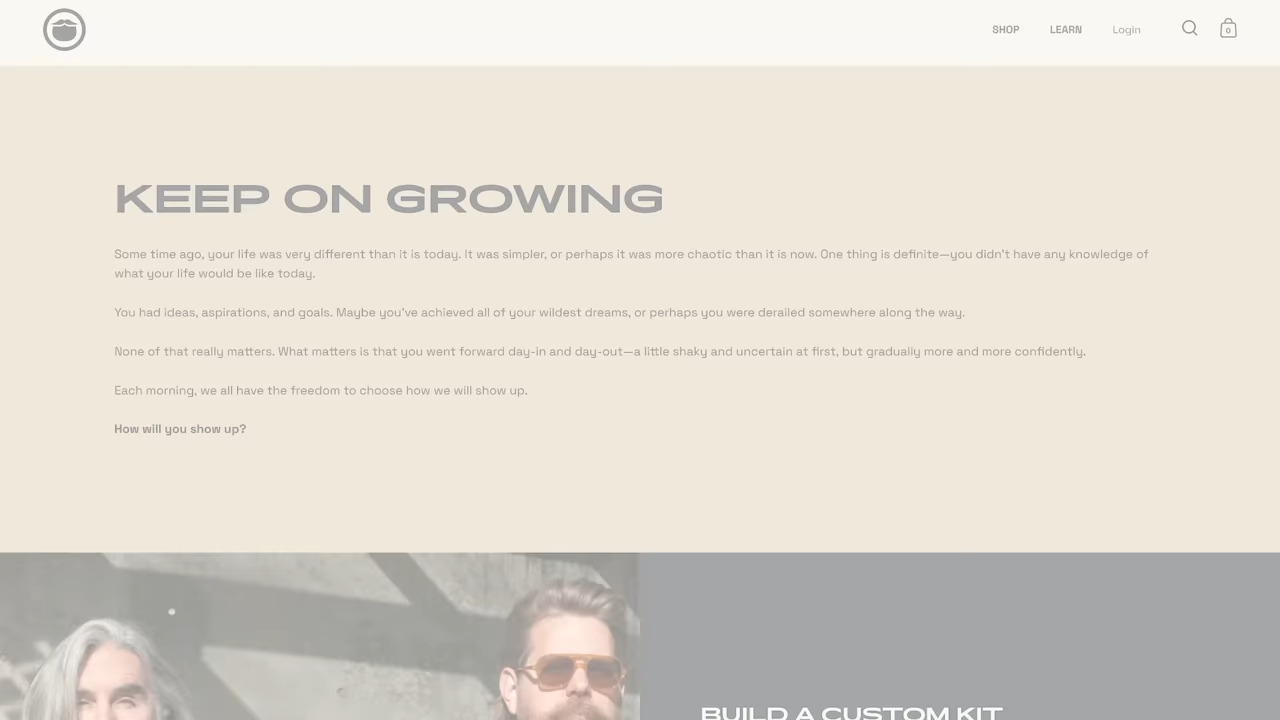 SHOP LEARN Login 0
KEEP ON GROWING
Some time ago, your life was very different than it is today. It was simpler, or perhaps it was more chaotic than it is now. One thing is definite—you didn't have any knowledge of
what your life would be like today.
You had ideas, aspirations, and goals. Maybe you've achieved all of your wildest dreams, or perhaps you were derailed somewhere along the way.
None of that really matters. What matters is that you went forward day-in and day-out—a little shaky and uncertain at first, but gradually more and more confidently.
Each morning, we all have the freedom to choose how we will show up.
How will you show up?
BUILD A CUSTOM KIT